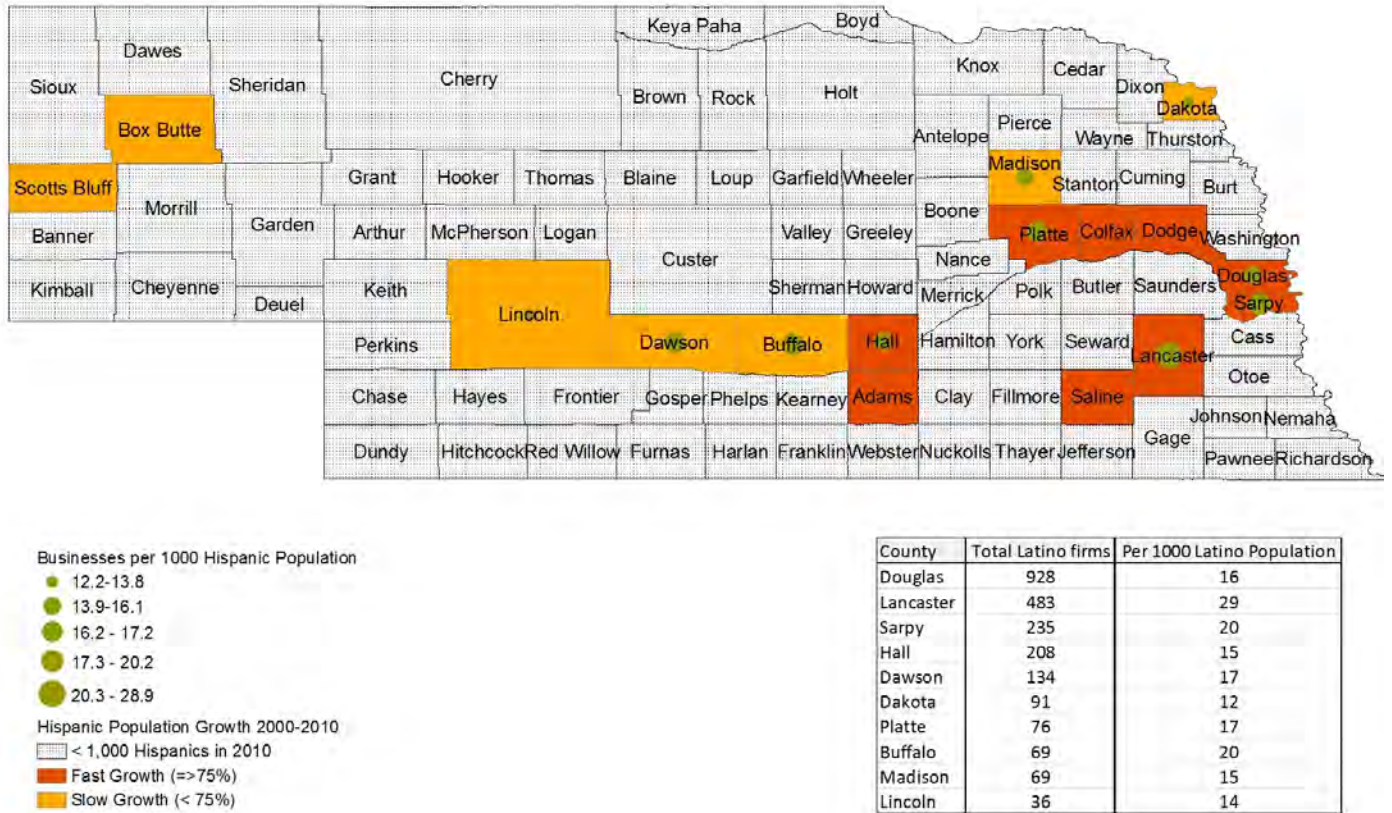 Keya Paha
Boyd
Dawes
Knox
Cedar
Sioux
Sheridan
Cherry
Dixon
Brown
Rock
Holt
Dakota
Box Butte
Antelope
Pierce
Wayne
Thurston
Madison
Scotts Bluff
Grant
Hooker
Thomas
Blaine
Loup
Garfield
Wheeler
Stanton
Cuming
Burt
Morrill
Garden
Boone
Banner
Arthur
McPherson
Logan
Valley
Greeley
Platte
Colfax
Dodge
Washington
Custer
Nance
Douglas
Kimball
Cheyenne
Keith
Sherman
Howard
Merrick
Polk
Butler
Saunders
Deuel
Sarpy
Lincoln
Perkins
Dawson
Buffalo
Hall
Hamilton
York
Seward
Lancaster
Cass
Otoe
Chase
Hayes
Frontier
Gosper
Phelps
Kearney
Adams
Clay
Fillmore
Saline
Johnson
Nemaha
Gage
Dundy
Hitchcock
Red Willow
Furnas
Harlan
Franklin
Webster
Nuckolls
Thayer
Jefferson
Pawnee
Richardson
Businesses per 1000 Hispanic Population
12.2-13.8
13.9-16.1
16.2 - 17.2
17.3 - 20.2
20.3 - 28.9
Hispanic Population Growth 2000-2010
< 1,000 Hispanics in 2010
Fast Growth (=>75%)
Slow Growth (< 75%)
County Total Latino firms Per 1000 Latino Population
Douglas 928 16
Lancaster 483 29
Sarpy 235 20
Hall 208 15
Dawson 134 17
Dakota 91 12
Platte 76 17
Buffalo 69 20
Madison 69 15
Lincoln 36 14